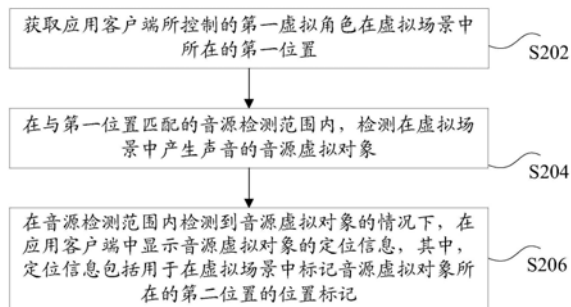 获取应用客户端所控制的第一虚拟角色在虚拟场景中
所在的第一位置
S202
在与第一位置匹配的音源检测范围内，检测在虚拟场
景中产生声音的音源虚拟对象
S204
在音源检测范围内检测到音源虚拟对象的情况下，在
应用客户端中显示音源虚拟对象的定位信息，其中，
定位信息包括用于在虚拟场景中标记音源虚拟对象所
在的第二位置的位置标记
S206